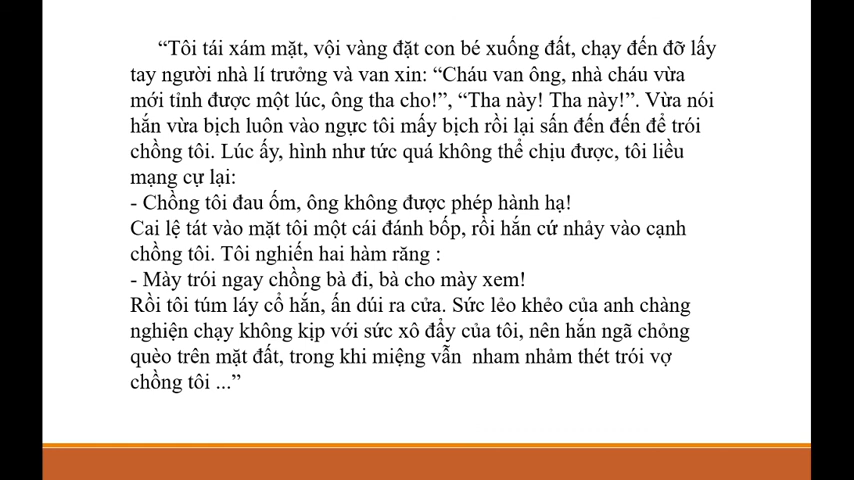 “Tôi tái xám mặt, vội vàng đặt con bé xuống đất, chạy đến đỡ lấy
tay người nhà lí trưởng và van xin: “Cháu van ông, nhà cháu vừa
mới tỉnh được một lúc, ông tha cho!”, “Tha này! Tha này!”. Vừa nói
hắn vừa bịch luôn vào ngực tôi mấy bịch rồi lại sấn đến đến để trói
chồng tôi. Lúc ấy, hình như tức quá không thể chịu được, tôi liều
mạng cự lại:
- Chồng tôi đau ốm, ông không được phép hành hạ!
Cai lệ tát vào mặt tôi một cái đánh bốp, rồi hắn cứ nhảy vào cạnh
chồng tôi. Tôi nghiến hai hàm răng :
- Mày trói ngay chồng bà đi, bà cho mày xem!
Rồi tôi túm láy cổ hắn, ấn dúi ra cửa. Sức lẻo khẻo của anh chàng
nghiện chạy không kịp với sức xô đẩy của tôi, nên hắn ngã chỏng
quèo trên mặt đất, trong khi miệng vẫn  nham nhảm thét trói vợ
chồng tôi ...”